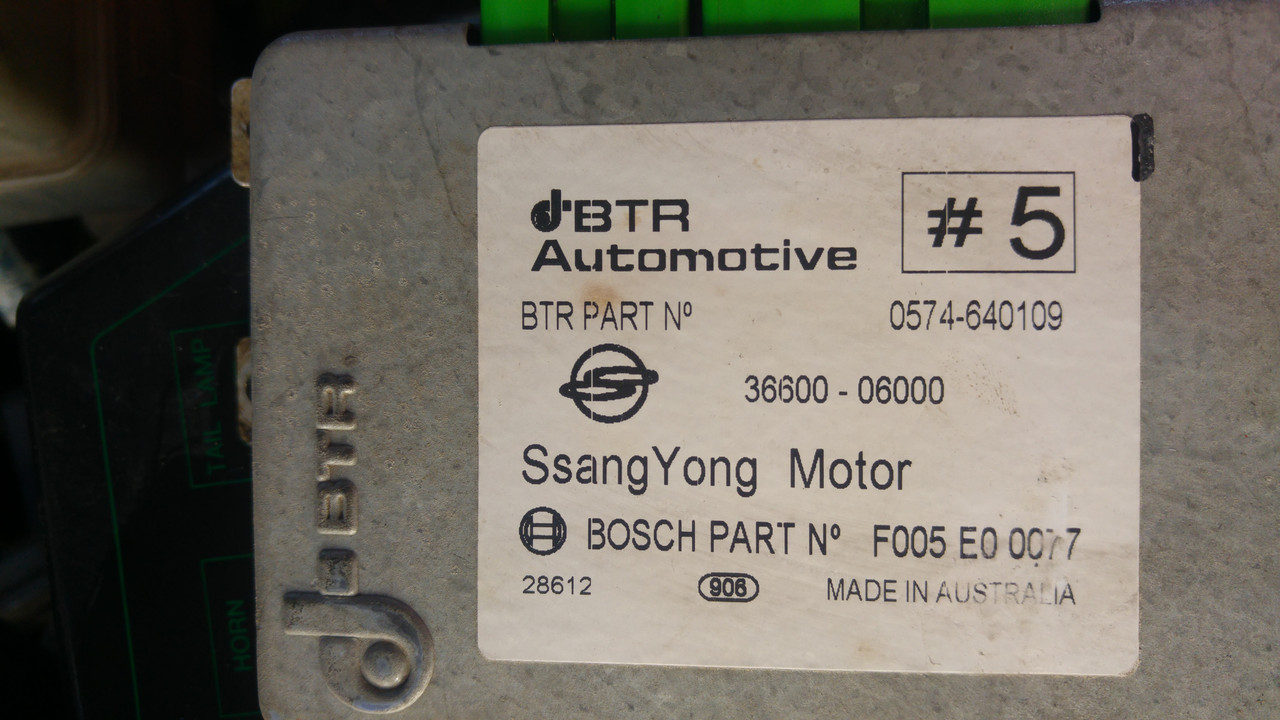 BTR
Automotive
# 5
BTR PART Nº 0574-640109
36600 - 06000
SsangYong Motor
BOSCH PART Nº F005 E0 0077
28612 906 MADE IN AUSTRALIA
BTR
TAIL LAMP
HORN